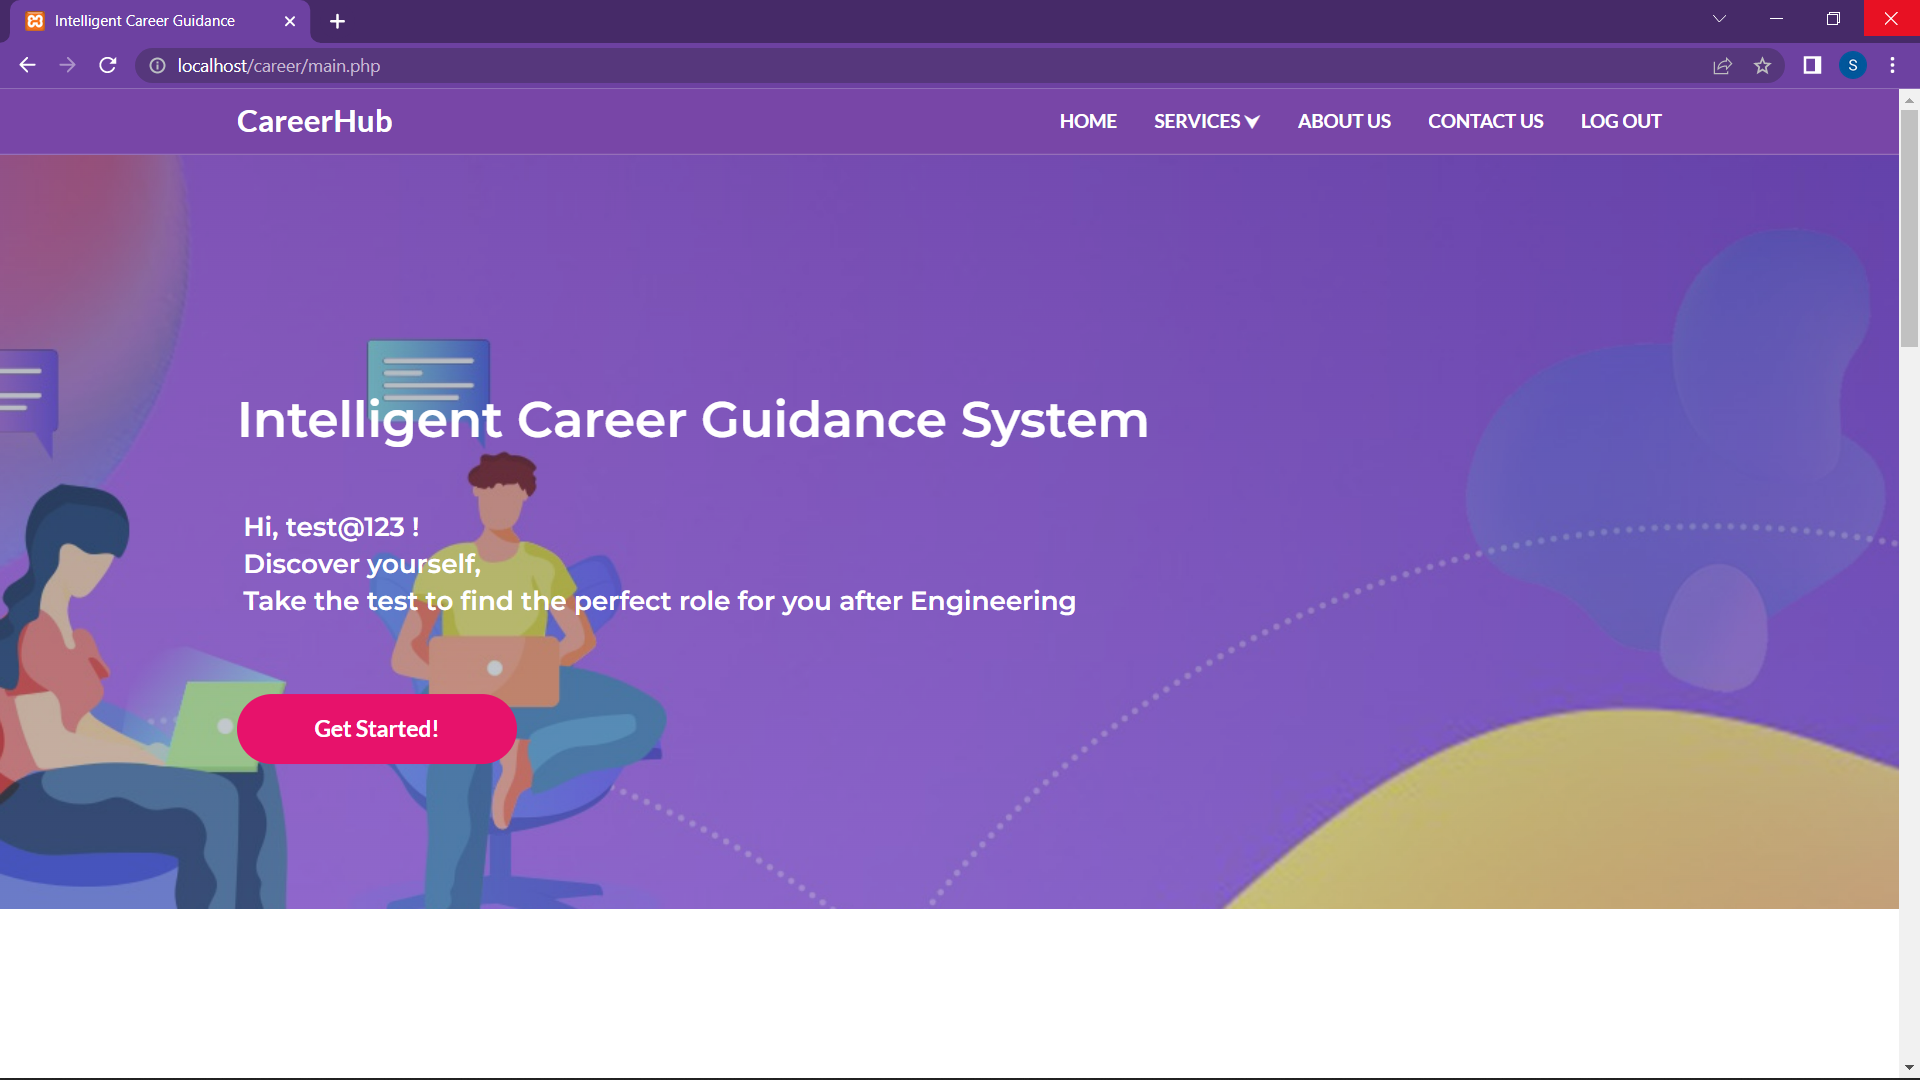 Intelligent Career Guidance
localhost/career/main.php
S
CareerHub
HOME SERVICES ABOUT US CONTACT US LOG OUT
Intelligent Career Guidance System
Hi, test@123 !
Discover yourself,
Take the test to find the perfect role for you after Engineering
Get Started!